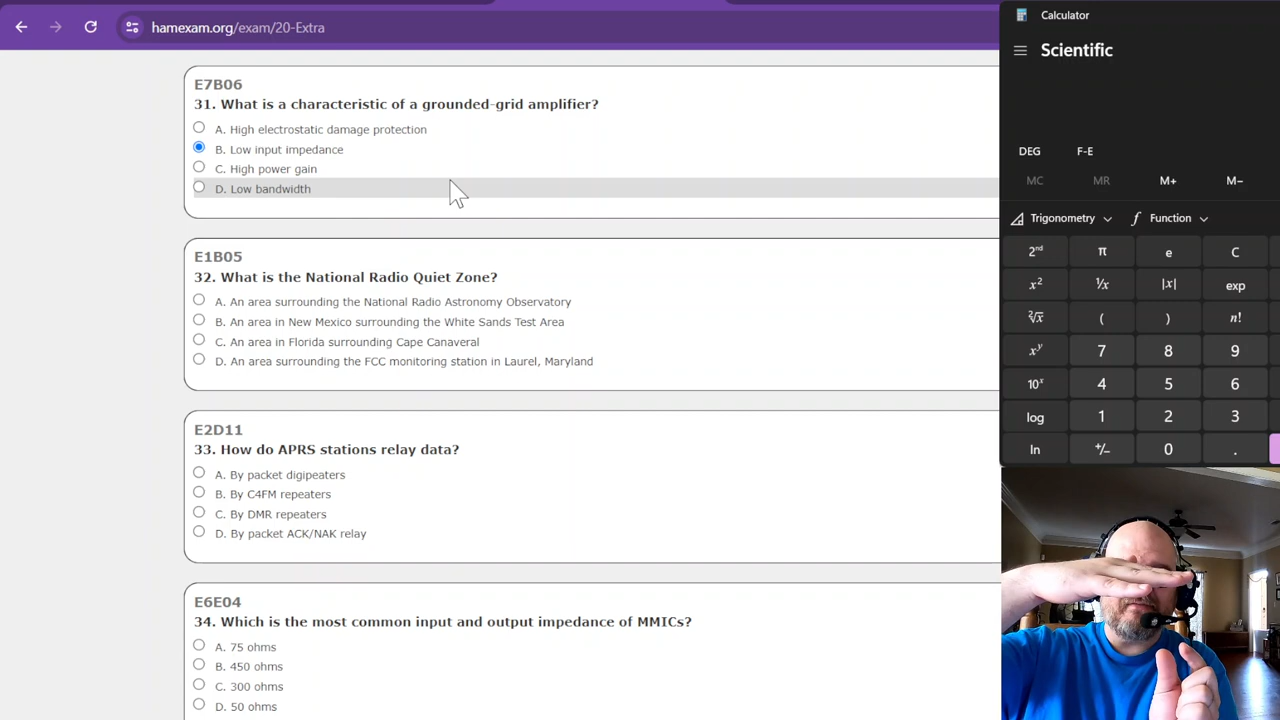 hamexam.org/exam/20-Extra
E7B06
31. What is a characteristic of a grounded-grid amplifier?
A. High electrostatic damage protection
B. Low input impedance
C. High power gain
D. Low bandwidth
E1B05
32. What is the National Radio Quiet Zone?
A. An area surrounding the National Radio Astronomy Observatory
B. An area in New Mexico surrounding the White Sands Test Area
C. An area in Florida surrounding Cape Canaveral
D. An area surrounding the FCC monitoring station in Laurel, Maryland
E2D11
33. How do APRS stations relay data?
A. By packet digipeaters
B. By C4FM repeaters
C. By DMR repeaters
D. By packet ACK/NAK relay
E6E04
34. Which is the most common input and output impedance of MMICs?
A. 75 ohms
B. 450 ohms
C. 300 ohms
D. 50 ohms
Calculator
Scientific
DEG F-E
MC MR M+ M−
Trigonometry f Function
2ⁿᵈ π e C
x² ¹/x |x| exp
²√x ( ) n!
xʸ 7 8 9
10ˣ 4 5 6
log 1 2 3
ln +/− 0 .